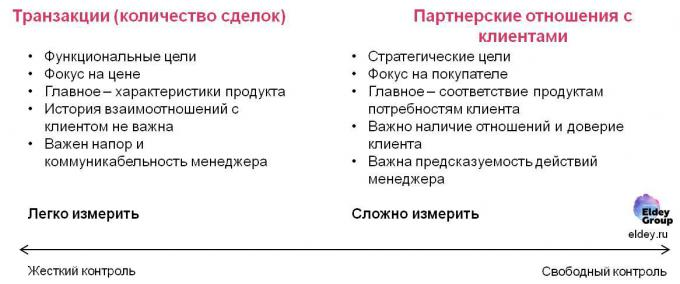 Транзакции (количество сделок)
• Функциональные цели
• Фокус на цене
• Главное – характеристики продукта
• История взаимоотношений с
клиентом не важна
• Важен напор и
коммуникабельность менеджера
Легко измерить
Партнерские отношения с
клиентами
• Стратегические цели
• Фокус на покупателе
• Главное – соответствие продуктам
потребностям клиента
• Важно наличие отношений и доверие
клиента
• Важна предсказуемость действий
менеджера
Сложно измерить
Eldey
Group
eldey.ru
Жесткий контроль
Свободный контроль